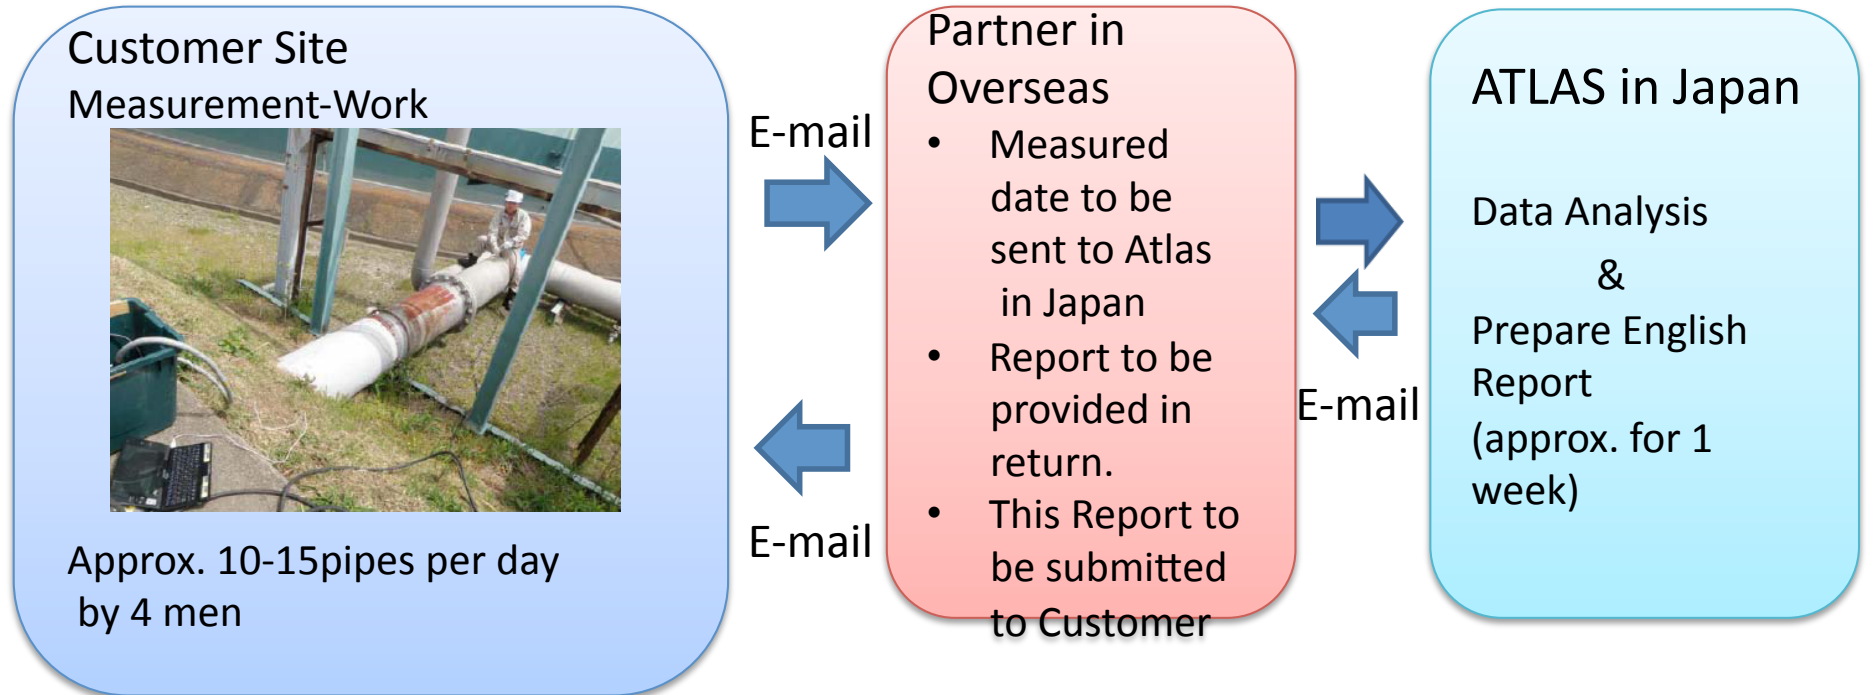 Customer Site
Measurement-Work
Approx. 10-15pipes per day
by 4 men
E-mail
E-mail
Partner in
Overseas
• Measured
date to be
sent to Atlas
in Japan
• Report to be
provided in
return.
• This Report to
be submitted
to Customer
E-mail
ATLAS in Japan
Data Analysis
&
Prepare English
Report
(approx. for 1
week)